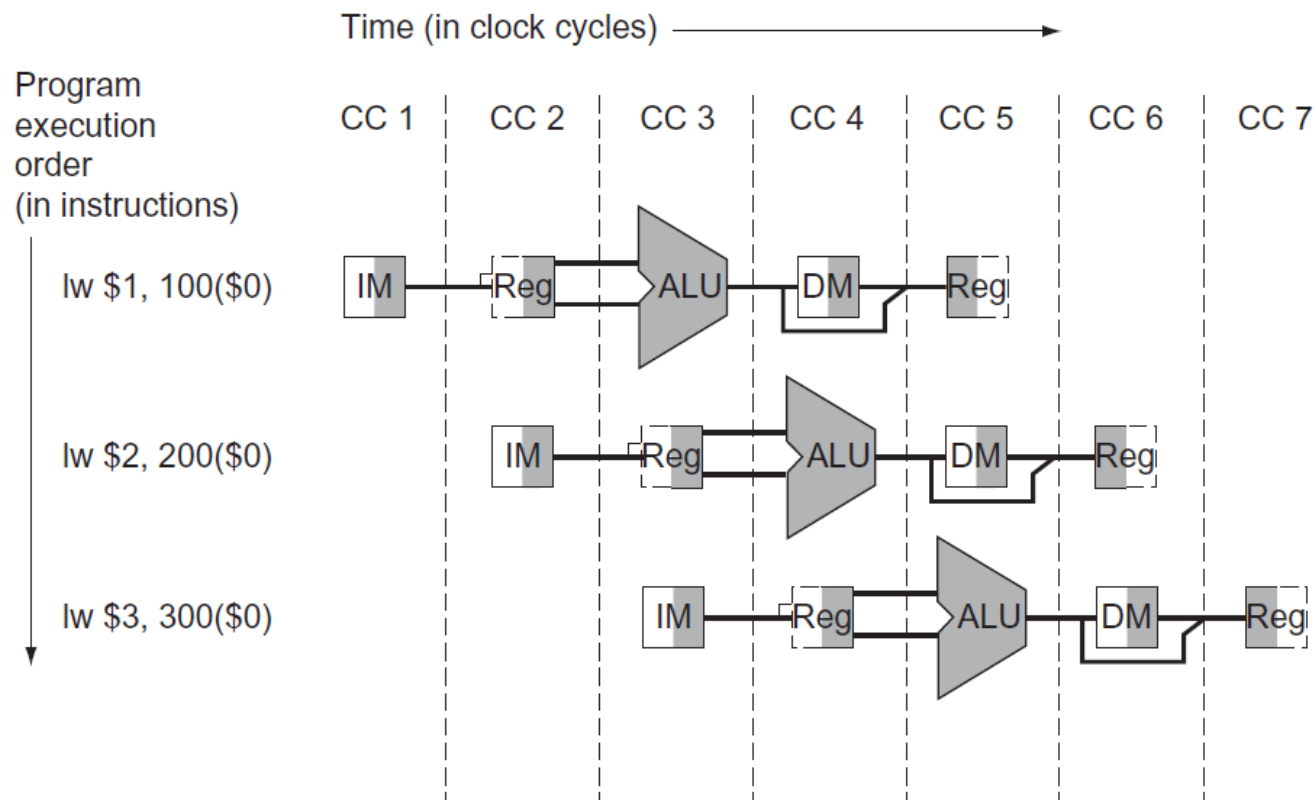 Time (in clock cycles)
Program
execution
order
(in instructions)
CC 1 CC 2 CC 3 CC 4 CC 5 CC 6 CC 7
lw $1, 100($0) IM Reg ALU DM Reg
lw $2, 200($0) IM Reg ALU DM Reg
lw $3, 300($0) IM Reg ALU DM Reg